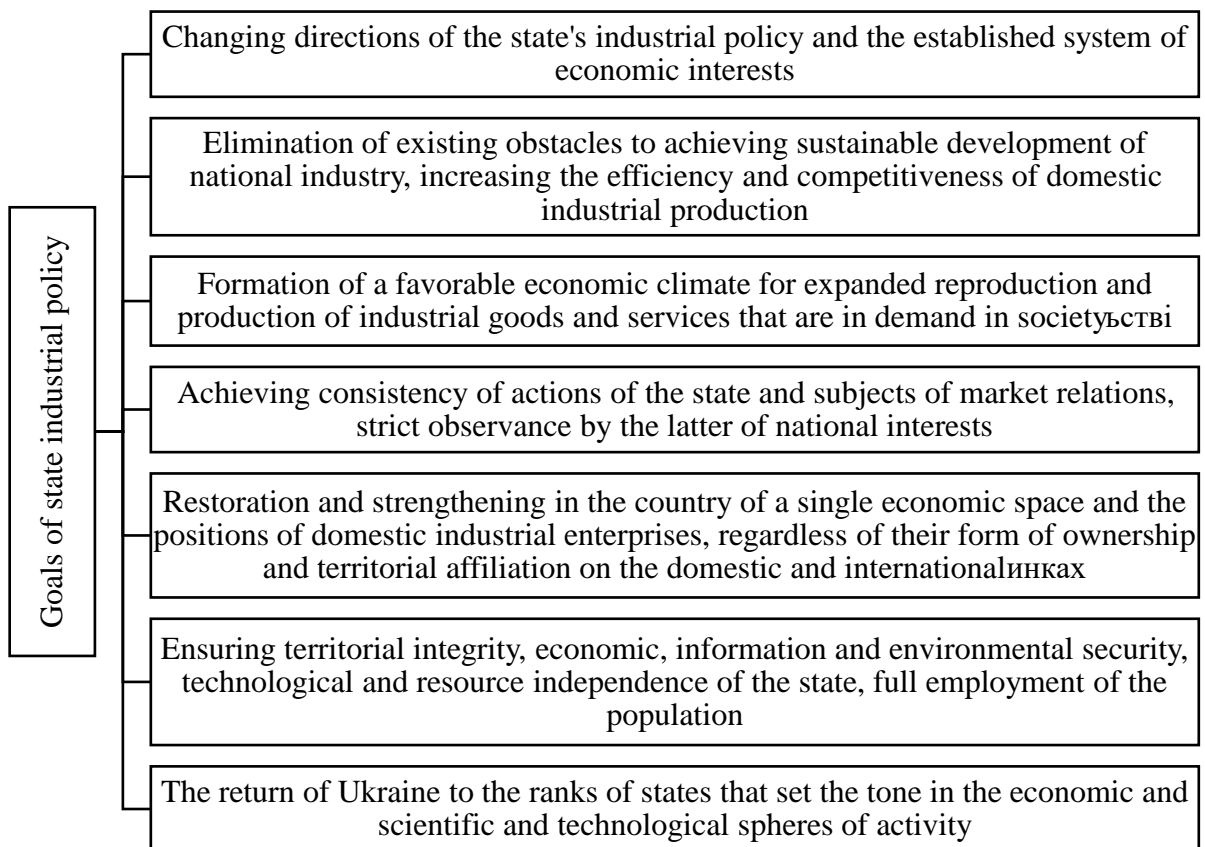 Goals of state industrial policy
Changing directions of the state's industrial policy and the established system of
economic interests
Elimination of existing obstacles to achieving sustainable development of
national industry, increasing the efficiency and competitiveness of domestic
industrial production
Formation of a favorable economic climate for expanded reproduction and
production of industrial goods and services that are in demand in societyьстві
Achieving consistency of actions of the state and subjects of market relations,
strict observance by the latter of national interests
Restoration and strengthening in the country of a single economic space and the
positions of domestic industrial enterprises, regardless of their form of ownership
and territorial affiliation on the domestic and internationalинках
Ensuring territorial integrity, economic, information and environmental security,
technological and resource independence of the state, full employment of the
population
The return of Ukraine to the ranks of states that set the tone in the economic and
scientific and technological spheres of activity